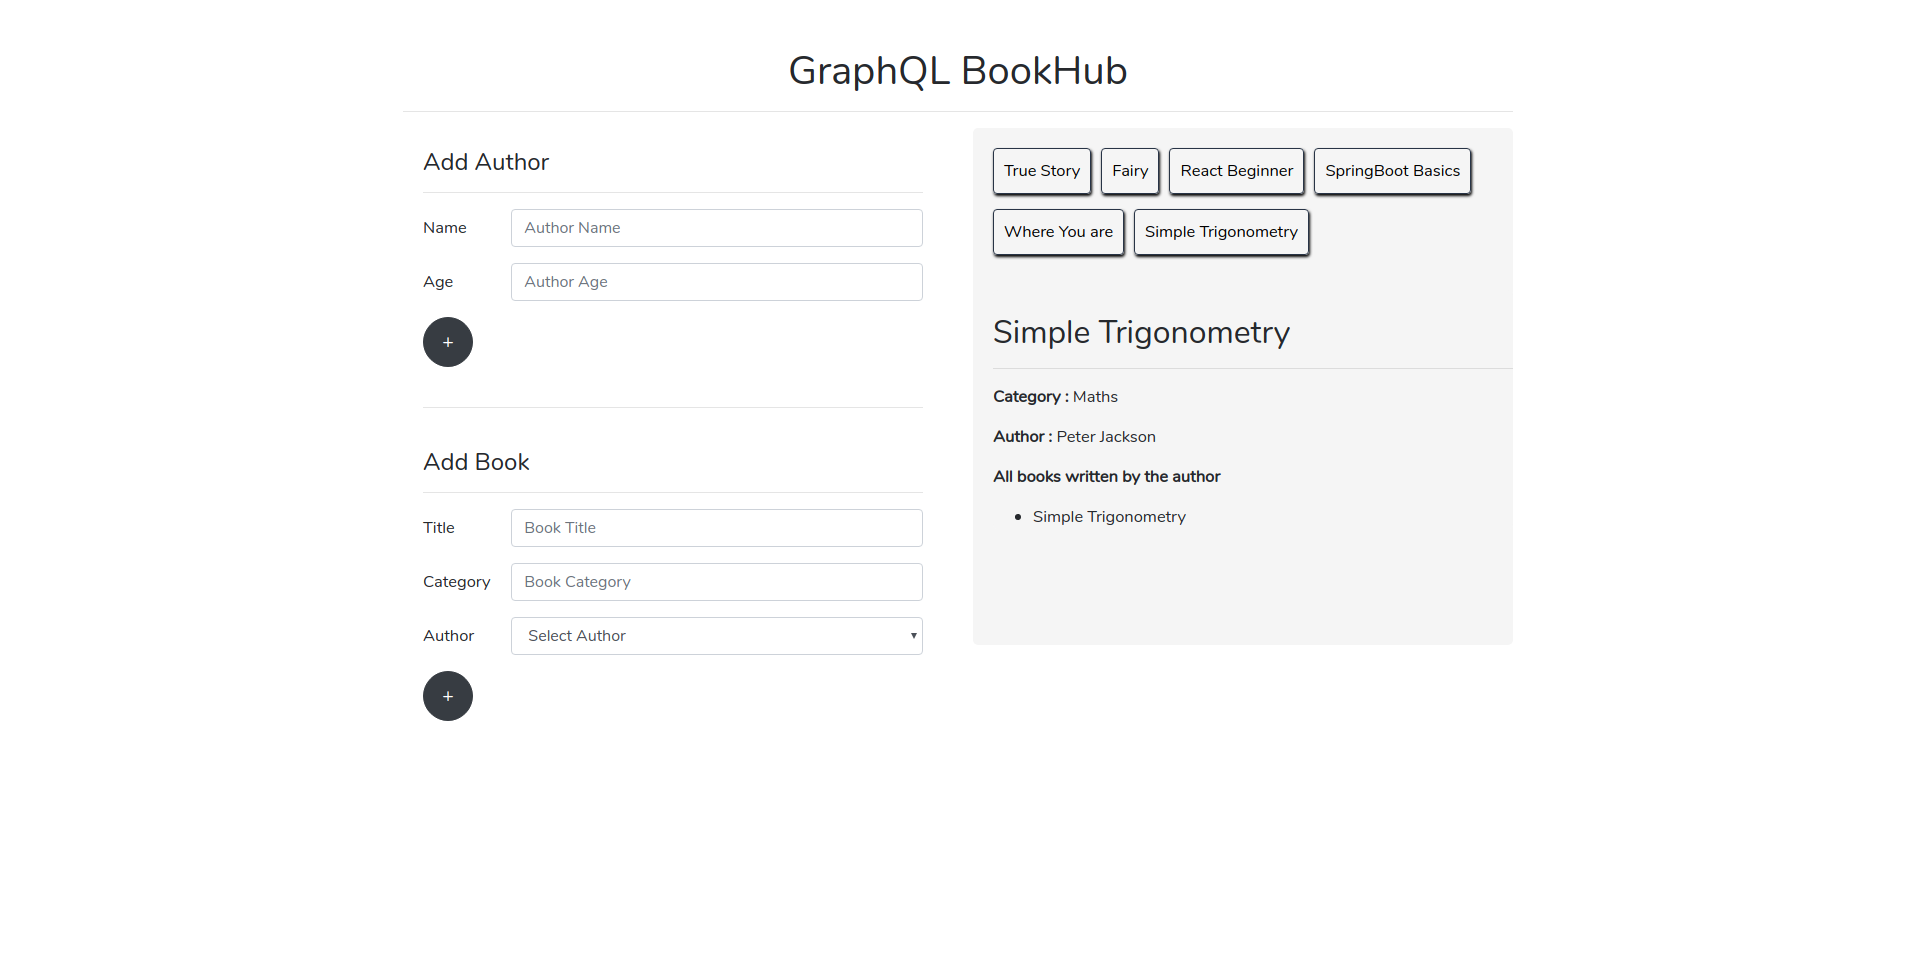 GraphQL BookHub
Add Author
Name
Author Name
Age
Author Age
+
Add Book
Title
Book Title
Category
Book Category
Author
Select Author
+
True Story
Fairy
React Beginner
SpringBoot Basics
Where You are
Simple Trigonometry
Simple Trigonometry
Category : Maths
Author : Peter Jackson
All books written by the author
Simple Trigonometry